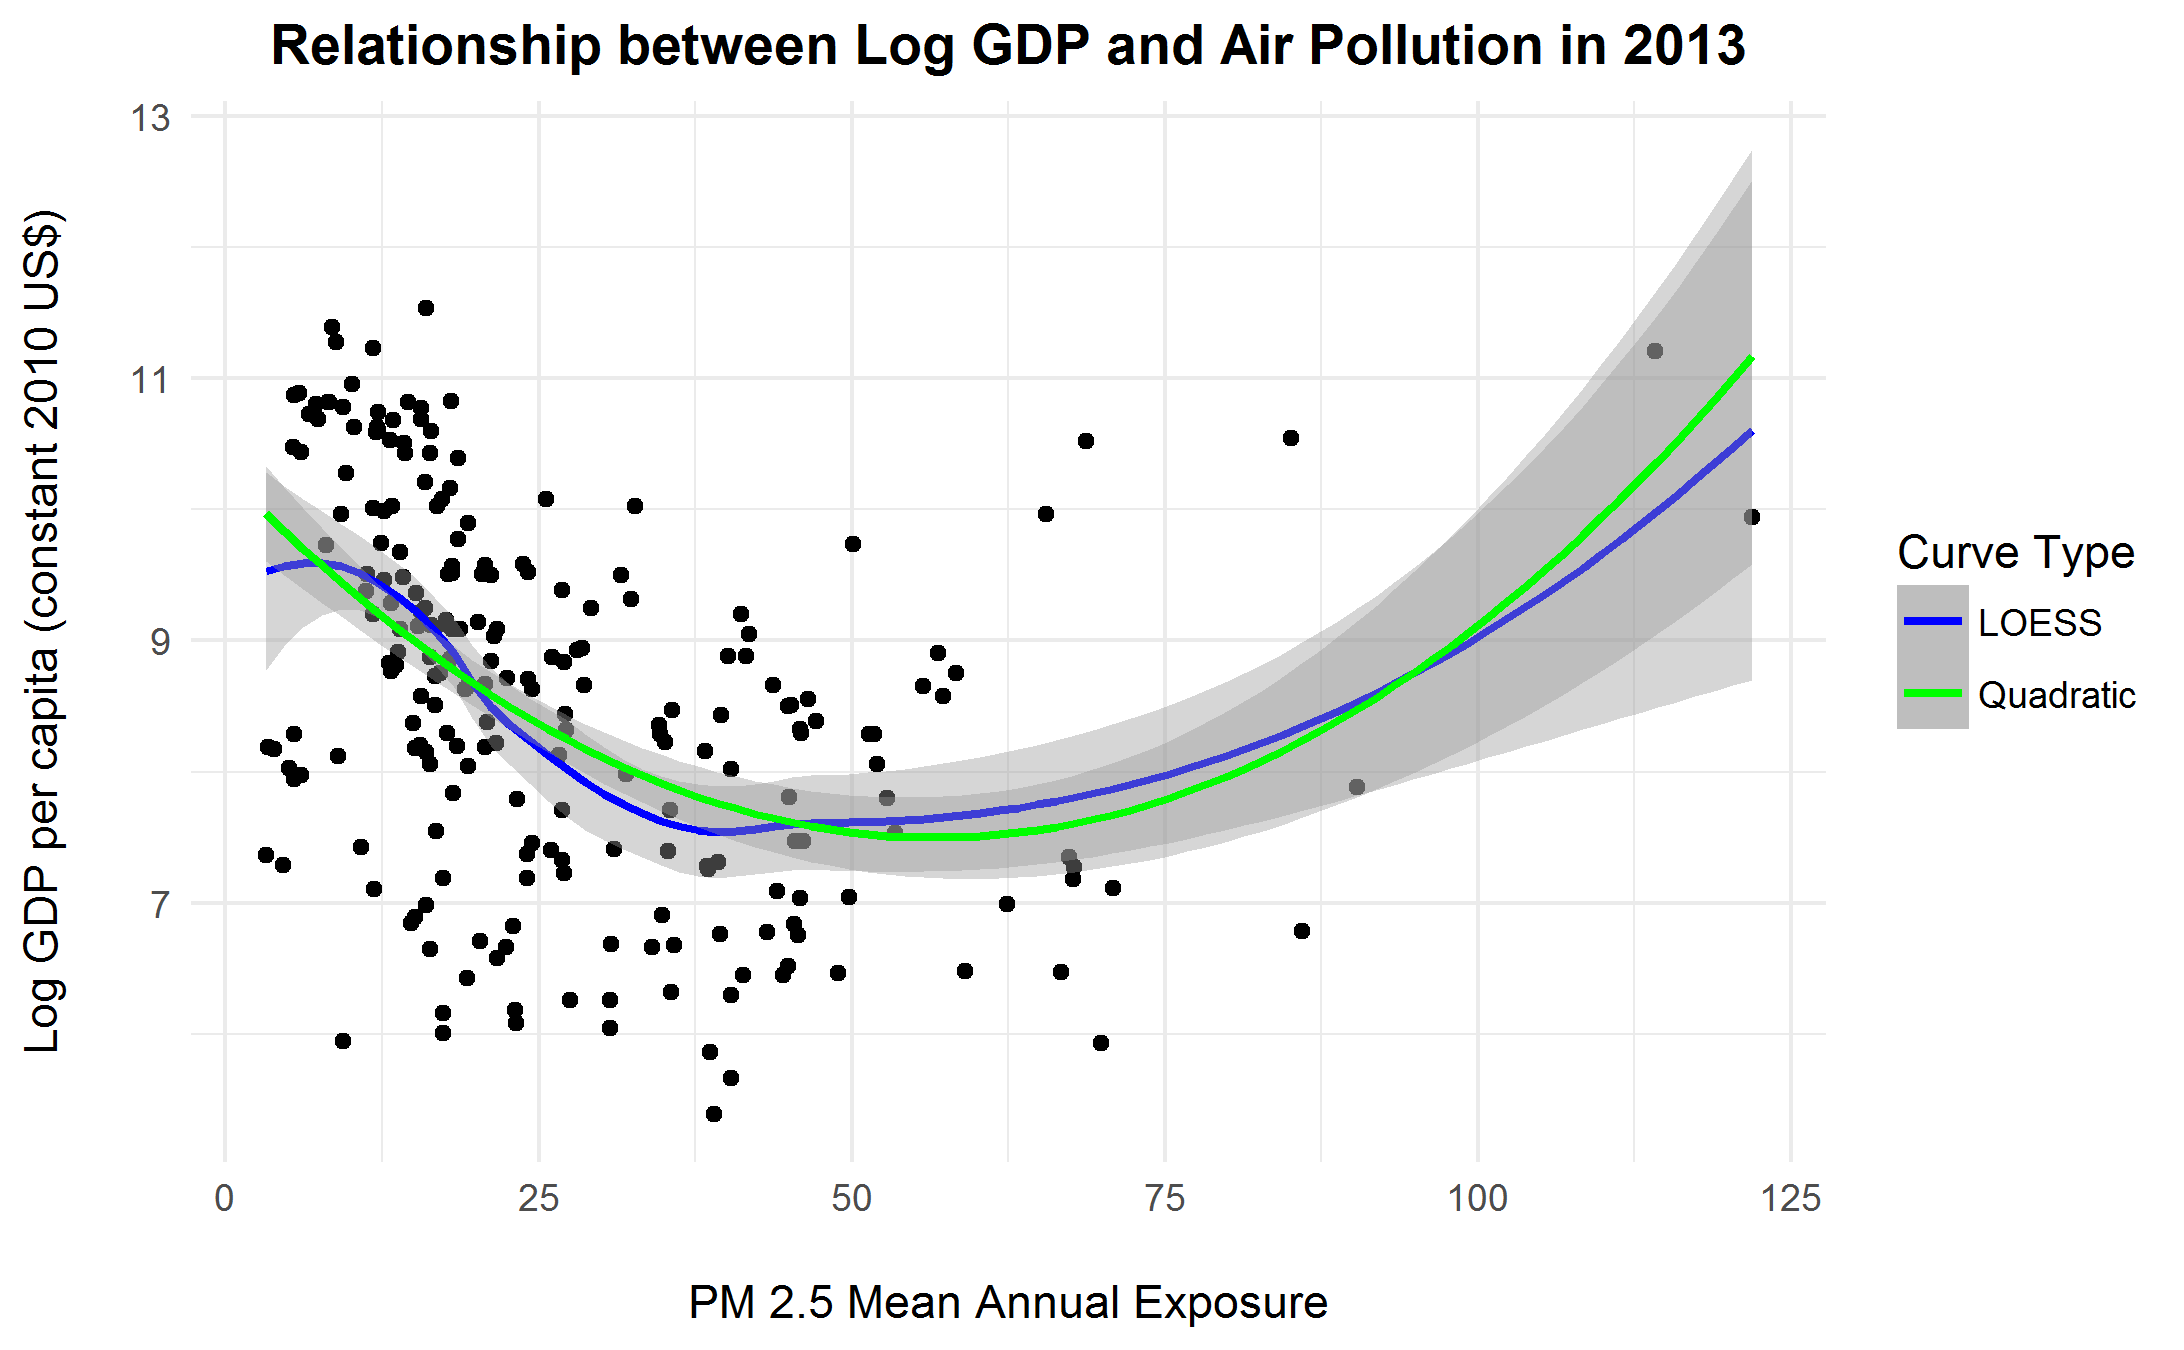 Relationship between Log GDP and Air Pollution in 2013
Log GDP per capita (constant 2010 US$)
13
11
9
7
0 25 50 75 100 125
PM 2.5 Mean Annual Exposure
Curve Type
LOESS
Quadratic